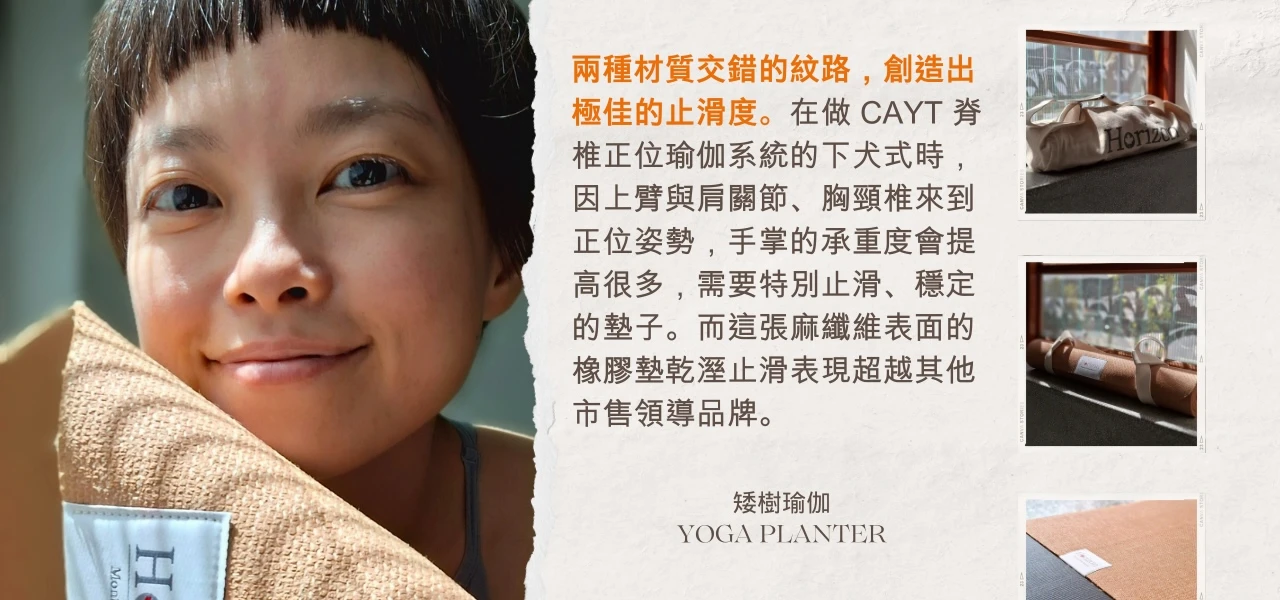 兩種材質交錯的紋路，創造出
極佳的止滑度。在做 CAYT 脊
椎正位瑜伽系統的下犬式時，
因上臂與肩關節、胸頸椎來到
正位姿勢，手掌的承重度會提
高很多，需要特別止滑、穩定
的墊子。而這張麻纖維表面的
橡膠墊乾溼止滑表現超越其他
市售領導品牌。
矮樹瑜伽
YOGA PLANTER